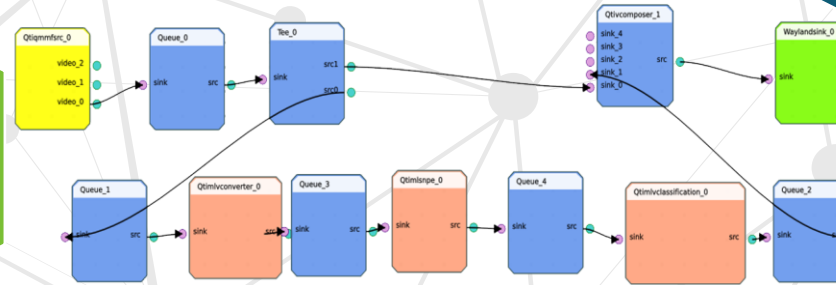 Qtiqmmfsrc_0
video_2
video_1
video_0
Queue_0
sink
src
Tee_0
sink
src1
src0
Qtivcomposer_1
sink_4
sink_3
sink_2
sink_1
sink_0
src
Waylandsink_0
sink
Queue_1
sink
src
Qtimlvconverter_0
sink
src
Queue_3
src
Qtimlsnpe_0
sink
src
Queue_4
sink
src
Qtimlvclassification_0
sink
src
Queue_2
sink